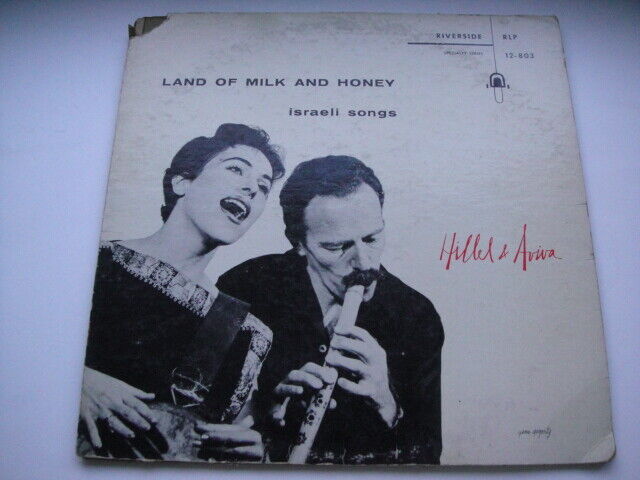 RIVERSIDE RLP
SPECIALTY SERIES 12-803
LAND OF MILK AND HONEY
israeli songs
Hillel & Aviva